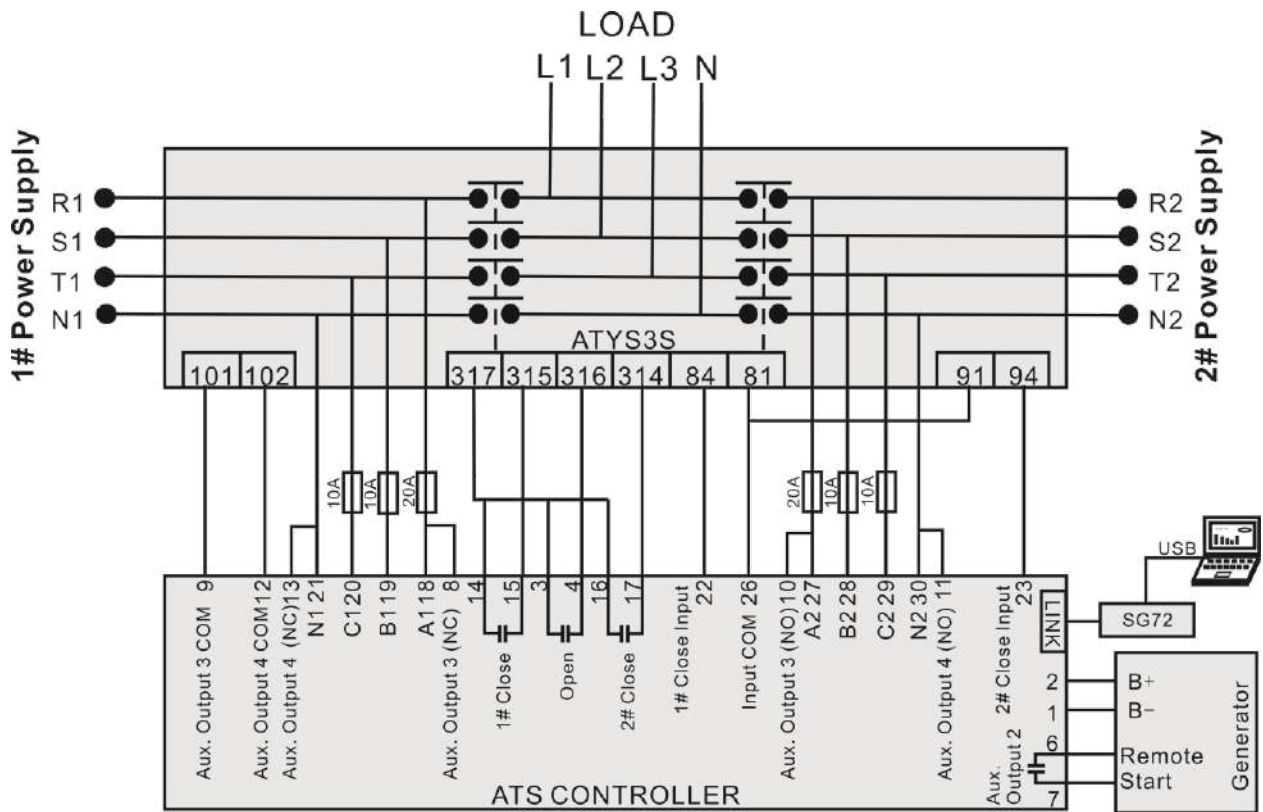 LOAD
L1 L2 L3 N
1# Power Supply
R1
S1
T1
N1
2# Power Supply
R2
S2
T2
N2
ATYS3S
101 102
317 315 316 314 84 81
91 94
10A
10A
20A
20A
10A
10A
Aux. Output 3 COM 9
Aux. Output 4 COM 12
Aux. Output 4 (NC) 13
N1 21
C1 20
B1 19
A1 18
Aux. Output 3 (NC) 8
14
15
1# Close
3
4
Open
16
17
2# Close
1# Close Input 22
Input COM 26
Aux. Output 3 (NO) 10
A2 27
B2 28
C2 29
N2 30
Aux. Output 4 (NO) 11
2# Close Input 23
LINK
USB
SG72
2
1
6
7
Aux.
Output 2
B+
B-
Remote
Start
Generator
ATS CONTROLLER